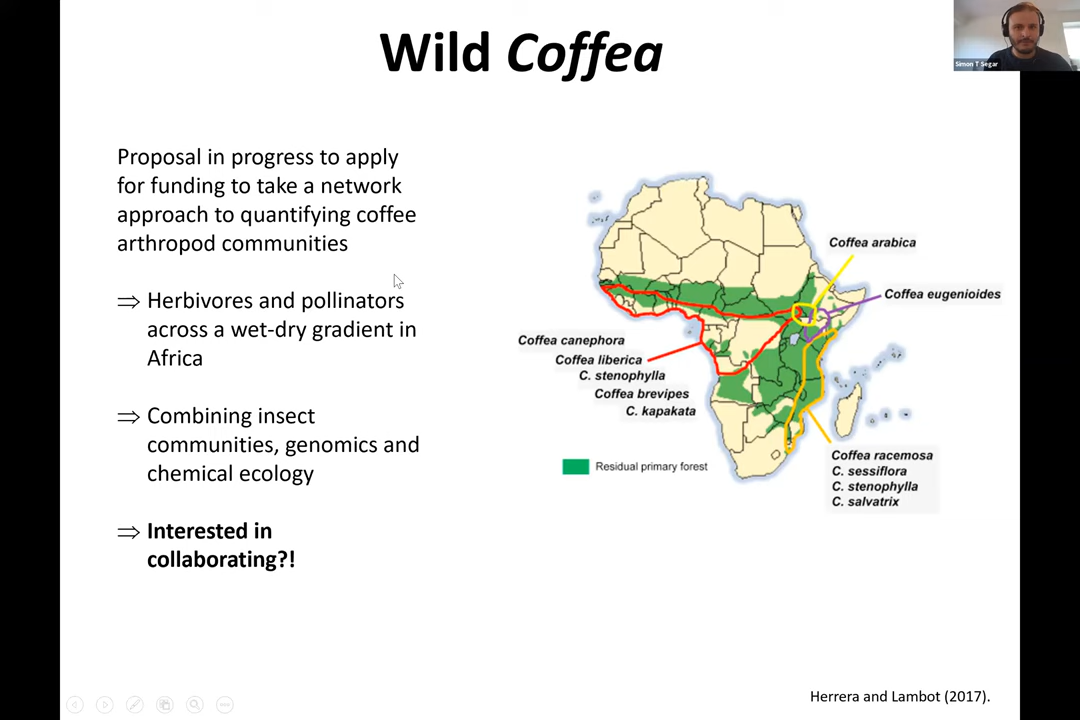 Wild Coffea
Simon T Segar
Proposal in progress to apply
for funding to take a network
approach to quantifying coffee
arthropod communities
⇒ Herbivores and pollinators
across a wet-dry gradient in
Africa
⇒ Combining insect
communities, genomics and
chemical ecology
⇒ Interested in
collaborating?!
Coffea arabica
Coffea eugenioides
Coffea canephora
Coffea liberica
C. stenophylla
Coffea brevipes
C. kapakata
Residual primary forest
Coffea racemosa
C. sessiflora
C. stenophylla
C. salvatrix
Herrera and Lambot (2017).